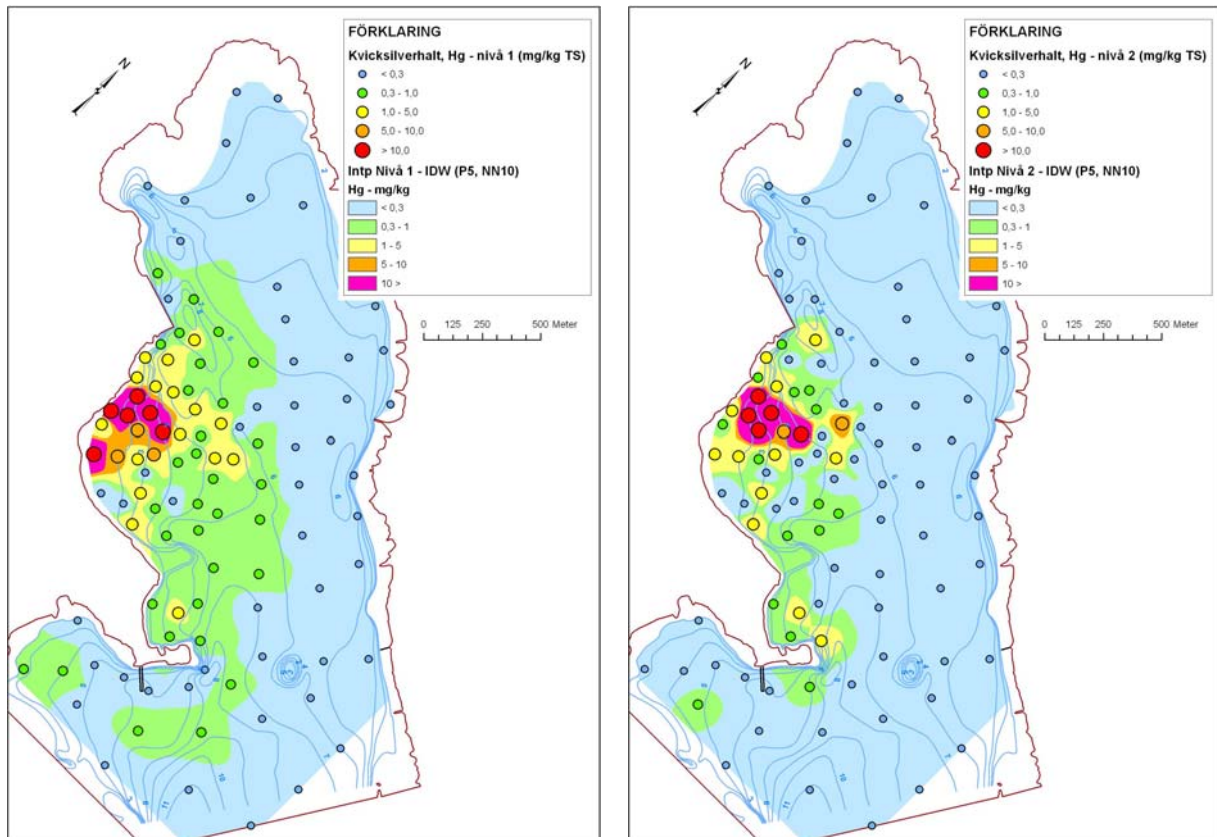 FÖRKLARING
Kvicksilverhalt, Hg - nivå 1 (mg/kg TS)
< 0,3
0,3 - 1,0
1,0 - 5,0
5,0 - 10,0
> 10,0
Intp Nivå 1 - IDW (P5, NN10)
Hg - mg/kg
< 0,3
0,3 - 1
1 - 5
5 - 10
10 >
N
0 125 250 500 Meter
FÖRKLARING
Kvicksilverhalt, Hg - nivå 2 (mg/kg TS)
< 0,3
0,3 - 1,0
1,0 - 5,0
5,0 - 10,0
> 10,0
Intp Nivå 2 - IDW (P5, NN10)
Hg - mg/kg
< 0,3
0,3 - 1
1 - 5
5 - 10
10 >
N
0 125 250 500 Meter